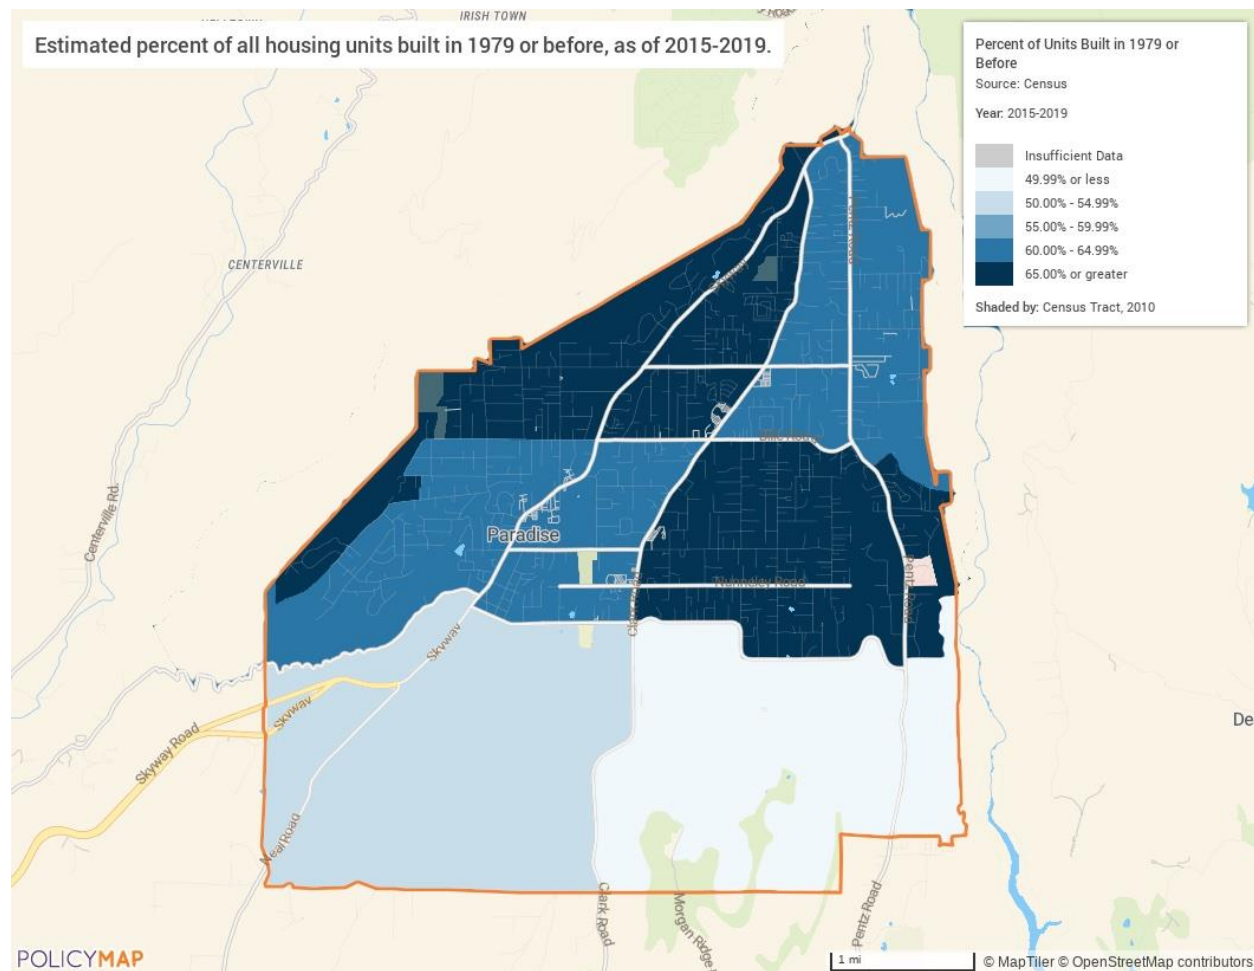 IRISH TOWN
Estimated percent of all housing units built in 1979 or before, as of 2015-2019.
Percent of Units Built in 1979 or
Before
Source: Census
Year: 2015-2019
Insufficient Data
49.99% or less
50.00% - 54.99%
55.00% - 59.99%
60.00% - 64.99%
65.00% or greater
Shaded by: Census Tract, 2010
CENTERVILLE
Skyway
Centerville Rd.
Paradise
Nunneley Road
Pentz Road
Clark Road
Skyway
Skyway
Skyway Road
De
Neal Road
Clark Road
Morgan Ridge
Pentz Road
POLICYMAP
1 mi
© MapTiler © OpenStreetMap contributors